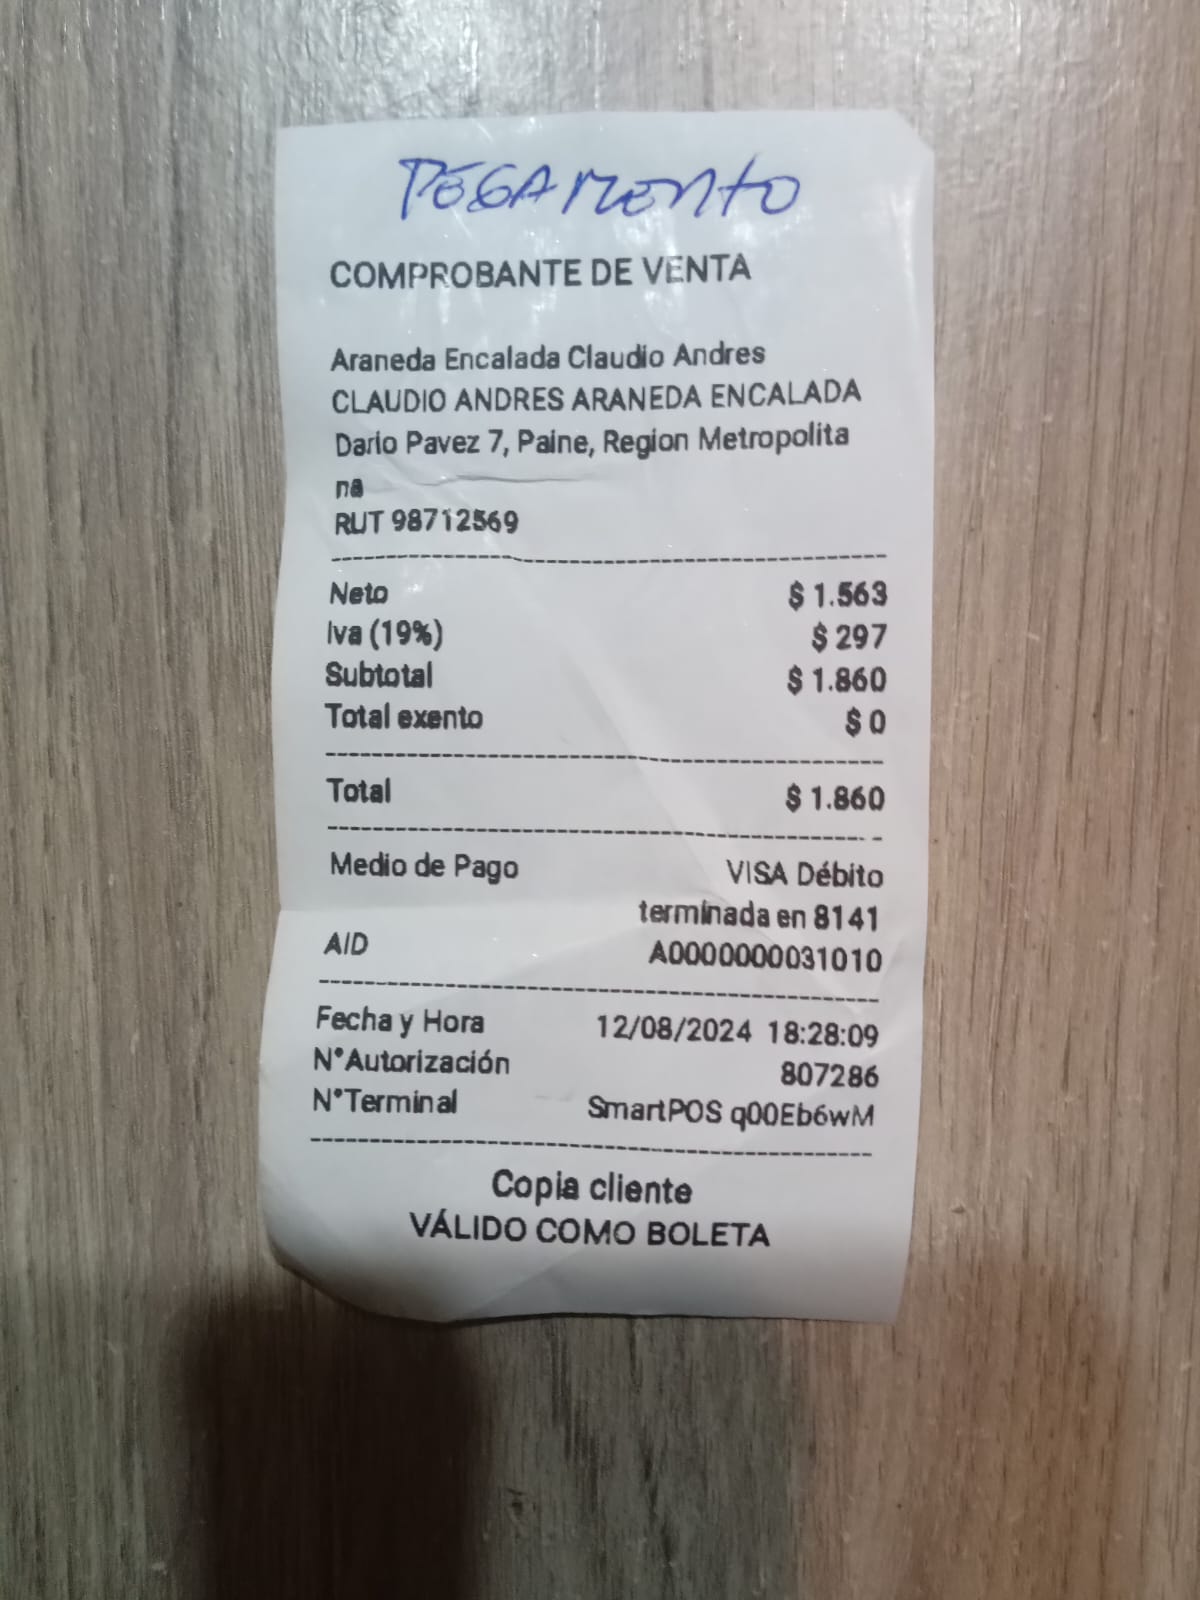 PEGAMENTO
COMPROBANTE DE VENTA
Araneda Encalada Claudio Andres
CLAUDIO ANDRES ARANEDA ENCALADA
Dario Pavez 7, Paine, Region Metropolita
na
RUT 98712569
Neto $ 1.563
Iva (19%) $ 297
Subtotal $ 1.860
Total exento $ 0
Total $ 1.860
Medio de Pago VISA Débito
terminada en 8141
AID A0000000031010
Fecha y Hora 12/08/2024 18:28:09
N°Autorización 807286
N°Terminal SmartPOS q00Eb6wM
Copia cliente
VÁLIDO COMO BOLETA